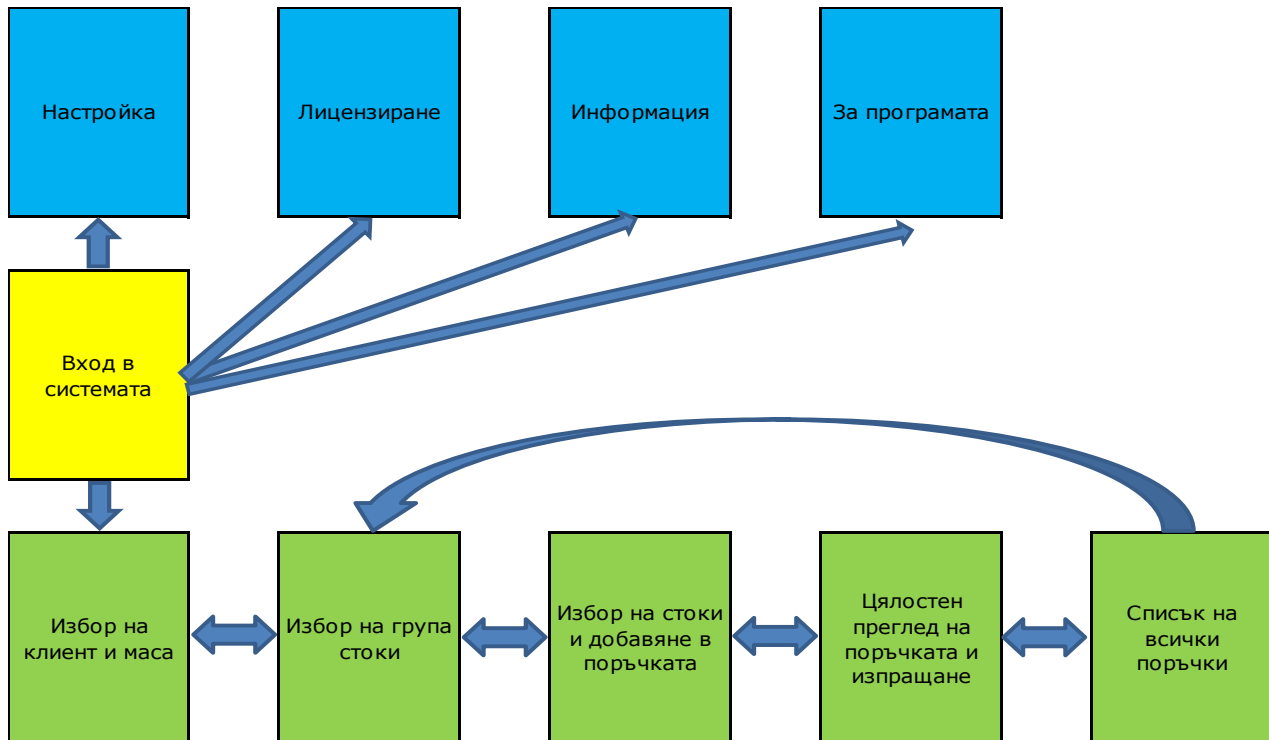 Настройка
Лицензиране
Информация
За програмата
Вход в
системата
Избор на
клиент и маса
Избор на група
стоки
Избор на стоки
и добавяне в
поръчката
Цялостен
преглед на
поръчката и
изпращане
Списък на
всички
поръчки